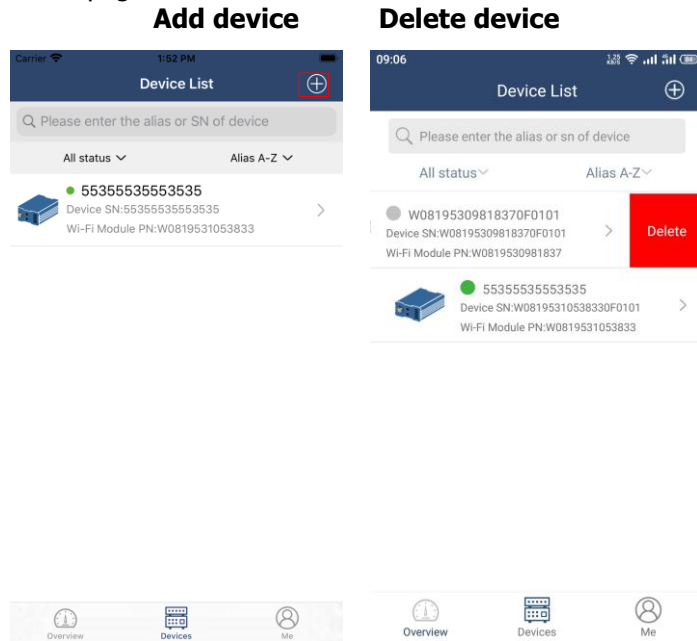 Add device
Delete device
Carrier
1:52 PM
Device List
Please enter the alias or SN of device
All status
Alias A-Z
55355535553535
Device SN:55355535553535
Wi-Fi Module PN:W0819531053833
Overview
Devices
Me
09:06
Device List
Please enter the alias or sn of device
All status
Alias A-Z
W08195309818370F0101
Device SN:W08195309818370F0101
Wi-Fi Module PN:W0819530981837
Delete
55355535553535
Device SN:W08195310538330F0101
Wi-Fi Module PN:W0819531053833
Overview
Devices
Me